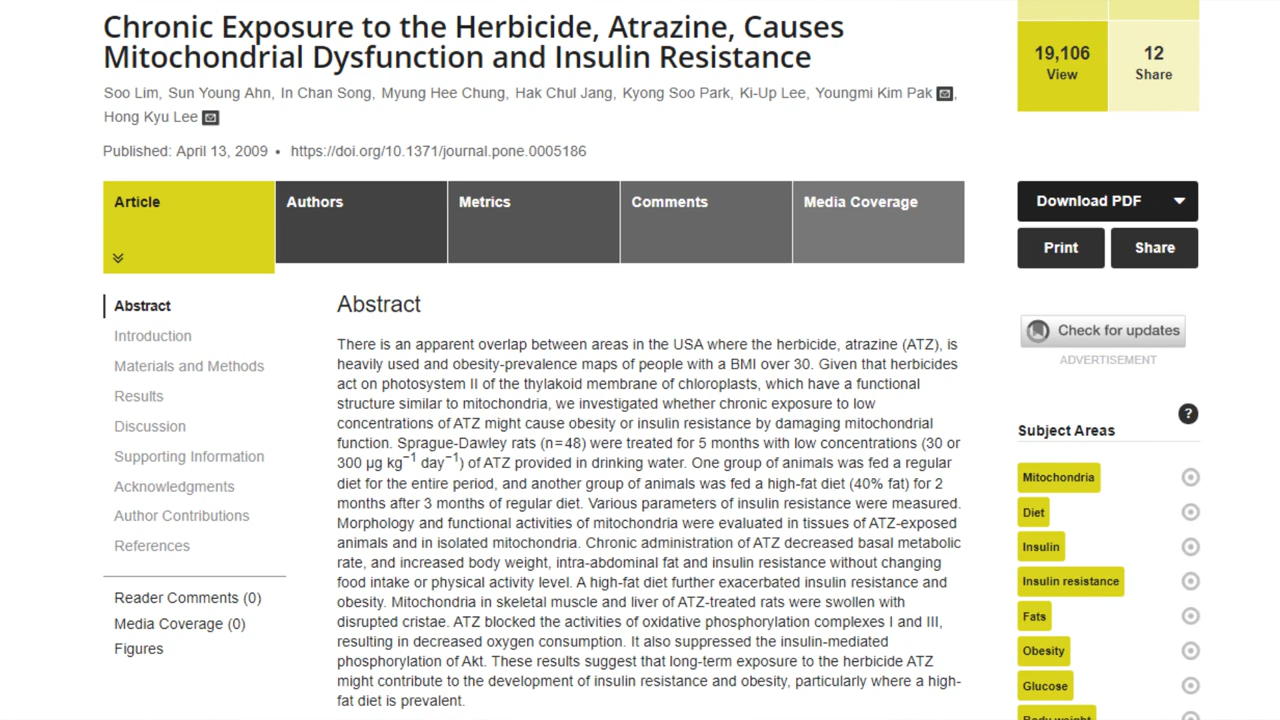 Chronic Exposure to the Herbicide, Atrazine, Causes
Mitochondrial Dysfunction and Insulin Resistance
Soo Lim, Sun Young Ahn, In Chan Song, Myung Hee Chung, Hak Chul Jang, Kyong Soo Park, Ki-Up Lee, Youngmi Kim Pak,
Hong Kyu Lee
Published: April 13, 2009 • https://doi.org/10.1371/journal.pone.0005186
19,106
View
12
Share
Article
Authors
Metrics
Comments
Media Coverage
Download PDF
Print
Share
Abstract
Introduction
Materials and Methods
Results
Discussion
Supporting Information
Acknowledgments
Author Contributions
References
Reader Comments (0)
Media Coverage (0)
Figures
Abstract
There is an apparent overlap between areas in the USA where the herbicide, atrazine (ATZ), is
heavily used and obesity-prevalence maps of people with a BMI over 30. Given that herbicides
act on photosystem II of the thylakoid membrane of chloroplasts, which have a functional
structure similar to mitochondria, we investigated whether chronic exposure to low
concentrations of ATZ might cause obesity or insulin resistance by damaging mitochondrial
function. Sprague-Dawley rats (n=48) were treated for 5 months with low concentrations (30 or
300 μg kg⁻¹ day⁻¹) of ATZ provided in drinking water. One group of animals was fed a regular
diet for the entire period, and another group of animals was fed a high-fat diet (40% fat) for 2
months after 3 months of regular diet. Various parameters of insulin resistance were measured.
Morphology and functional activities of mitochondria were evaluated in tissues of ATZ-exposed
animals and in isolated mitochondria. Chronic administration of ATZ decreased basal metabolic
rate, and increased body weight, intra-abdominal fat and insulin resistance without changing
food intake or physical activity level. A high-fat diet further exacerbated insulin resistance and
obesity. Mitochondria in skeletal muscle and liver of ATZ-treated rats were swollen with
disrupted cristae. ATZ blocked the activities of oxidative phosphorylation complexes I and III,
resulting in decreased oxygen consumption. It also suppressed the insulin-mediated
phosphorylation of Akt. These results suggest that long-term exposure to the herbicide ATZ
might contribute to the development of insulin resistance and obesity, particularly where a high-
fat diet is prevalent.
Check for updates
ADVERTISEMENT
?
Subject Areas
Mitochondria
Diet
Insulin
Insulin resistance
Fats
Obesity
Glucose
Body weight